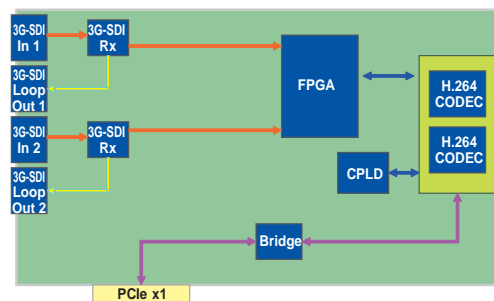 3G-SDI
In 1
3G-SDI
Rx
3G-SDI
Loop
Out 1
3G-SDI
In 2
3G-SDI
Rx
3G-SDI
Loop
Out 2
FPGA
H.264
CODEC
H.264
CODEC
CPLD
Bridge
PCIe x1